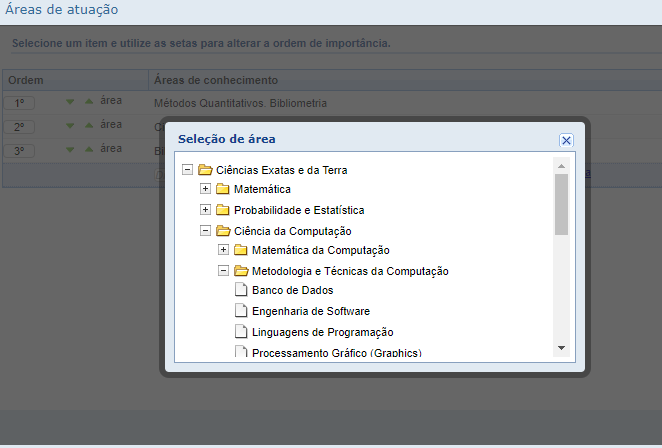 Áreas de atuação
Selecione um item e utilize as setas para alterar a ordem de importância.
Ordem Áreas de conhecimento
1º área Métodos Quantitativos. Bibliometria
2º área
3º área
Seleção de área
Ciências Exatas e da Terra
Matemática
Probabilidade e Estatística
Ciência da Computação
Matemática da Computação
Metodologia e Técnicas da Computação
Banco de Dados
Engenharia de Software
Linguagens de Programação
Processamento Gráfico (Graphics)